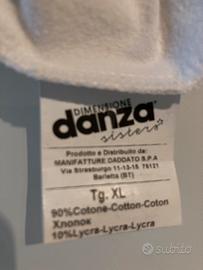 DIMENSIONE
danza
sisters
Prodotto e Distribuito da:
MANIFATTURE DADDATO S.P.A
Via Strasburgo 11-13-15 76121
Barletta (BT)
Tg. XL
90%Cotone-Cotton-Coton
Хлопок
10%Lycra-Lycra-Lycra
subito